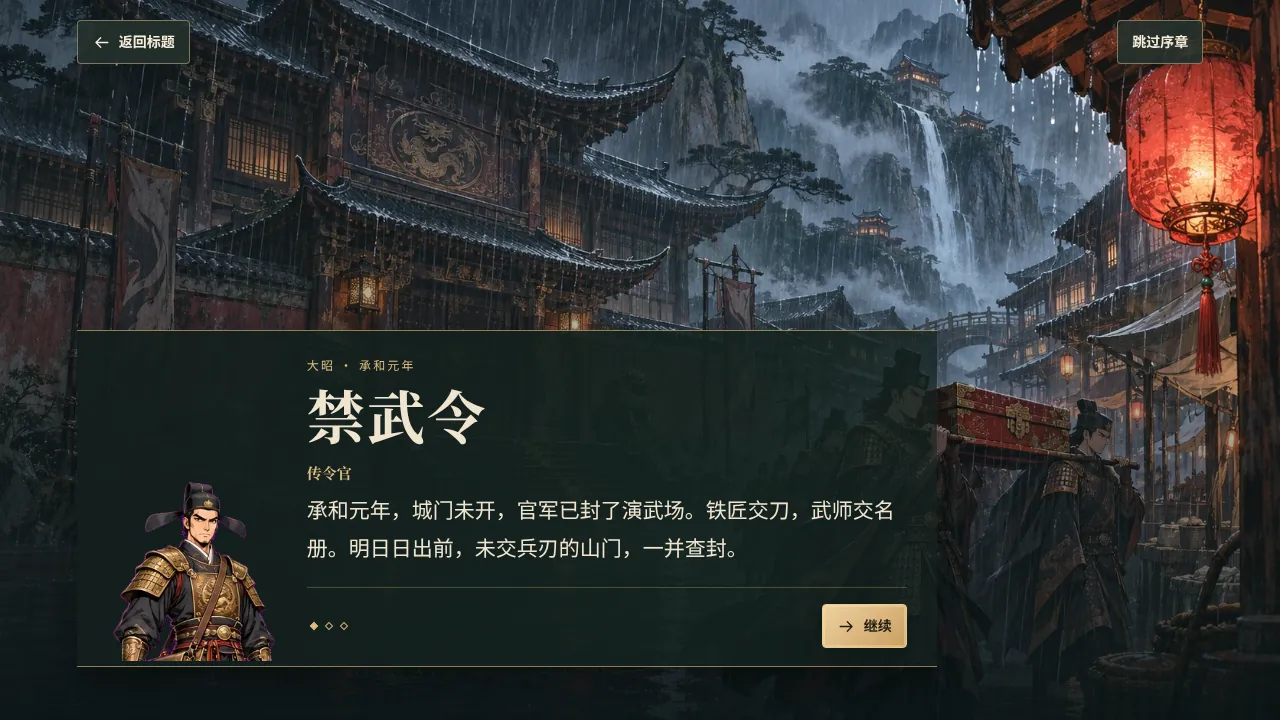 返回标题
跳过序章
大昭 · 承和元年
禁武令
传令官
承和元年，城门未开，官军已封了演武场。铁匠交刀，武师交名
册。明日日出前，未交兵刃的山门，一并查封。
继续